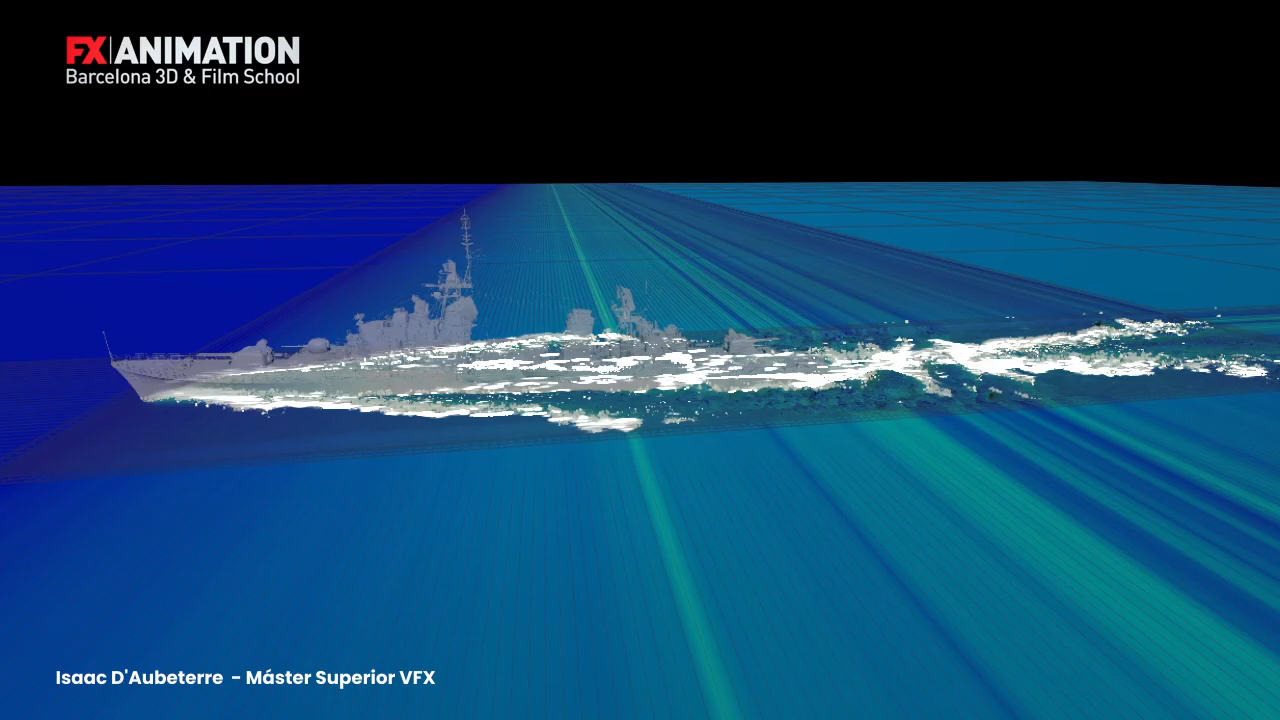 FX|ANIMATION
Barcelona 3D & Film School
Isaac D'Aubeterre - Máster Superior VFX